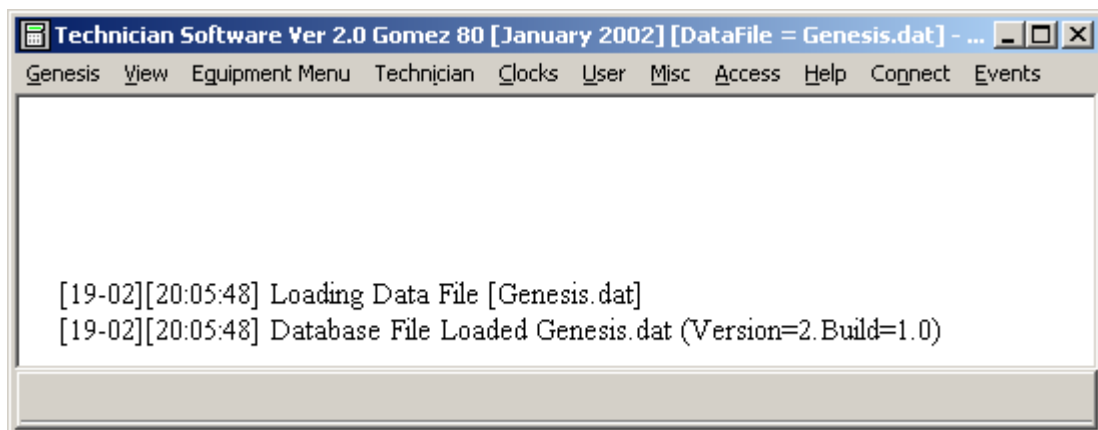 Technician Software Ver 2.0 Gomez 80 [January 2002] [DataFile = Genesis.dat] - ...
Genesis View Equipment Menu Technician Clocks User Misc Access Help Connect Events
[19-02][20:05:48] Loading Data File [Genesis.dat]
[19-02][20:05:48] Database File Loaded Genesis.dat (Version=2.Build=1.0)